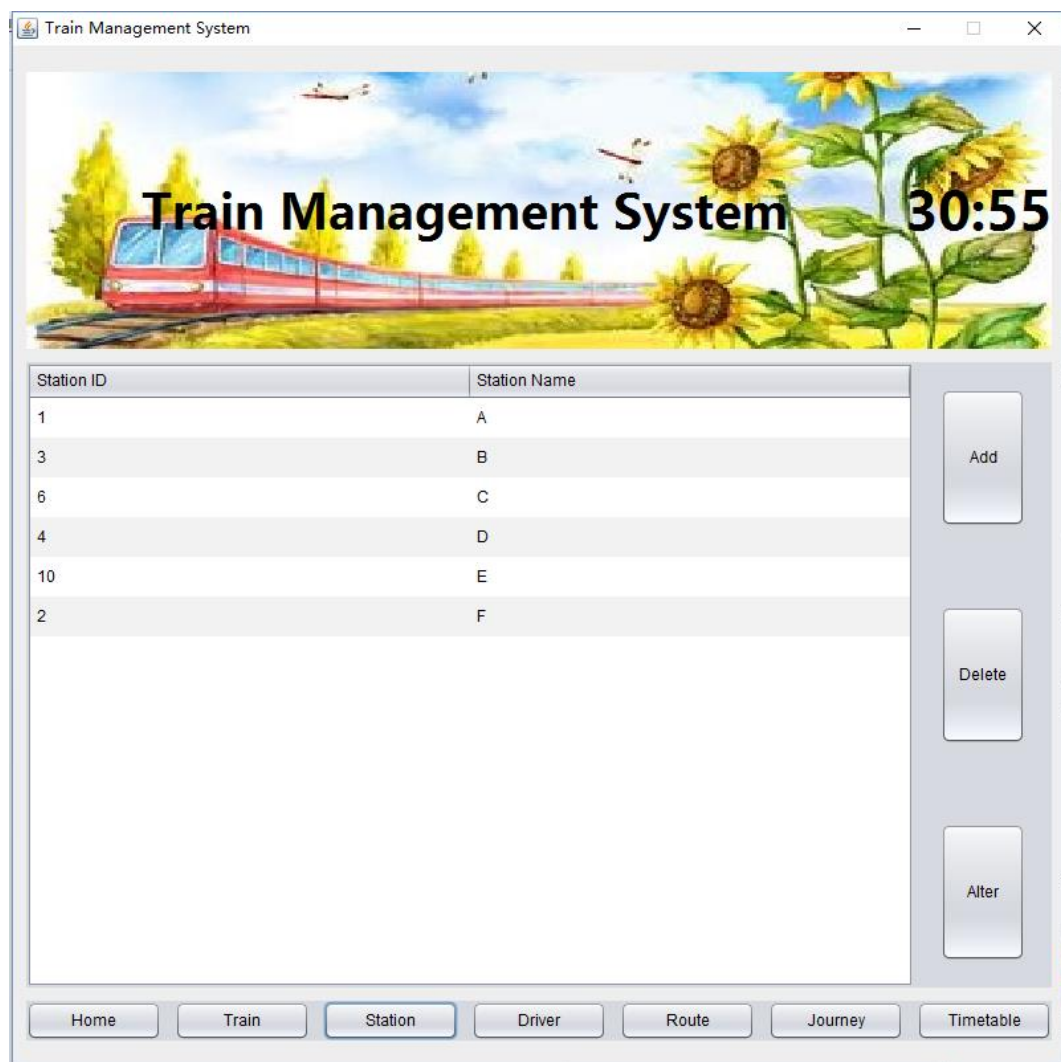 Train Management System
Train Management System 30:55
Station ID Station Name
1 A
3 B
6 C
4 D
10 E
2 F
Add
Delete
Alter
Home Train Station Driver Route Journey Timetable